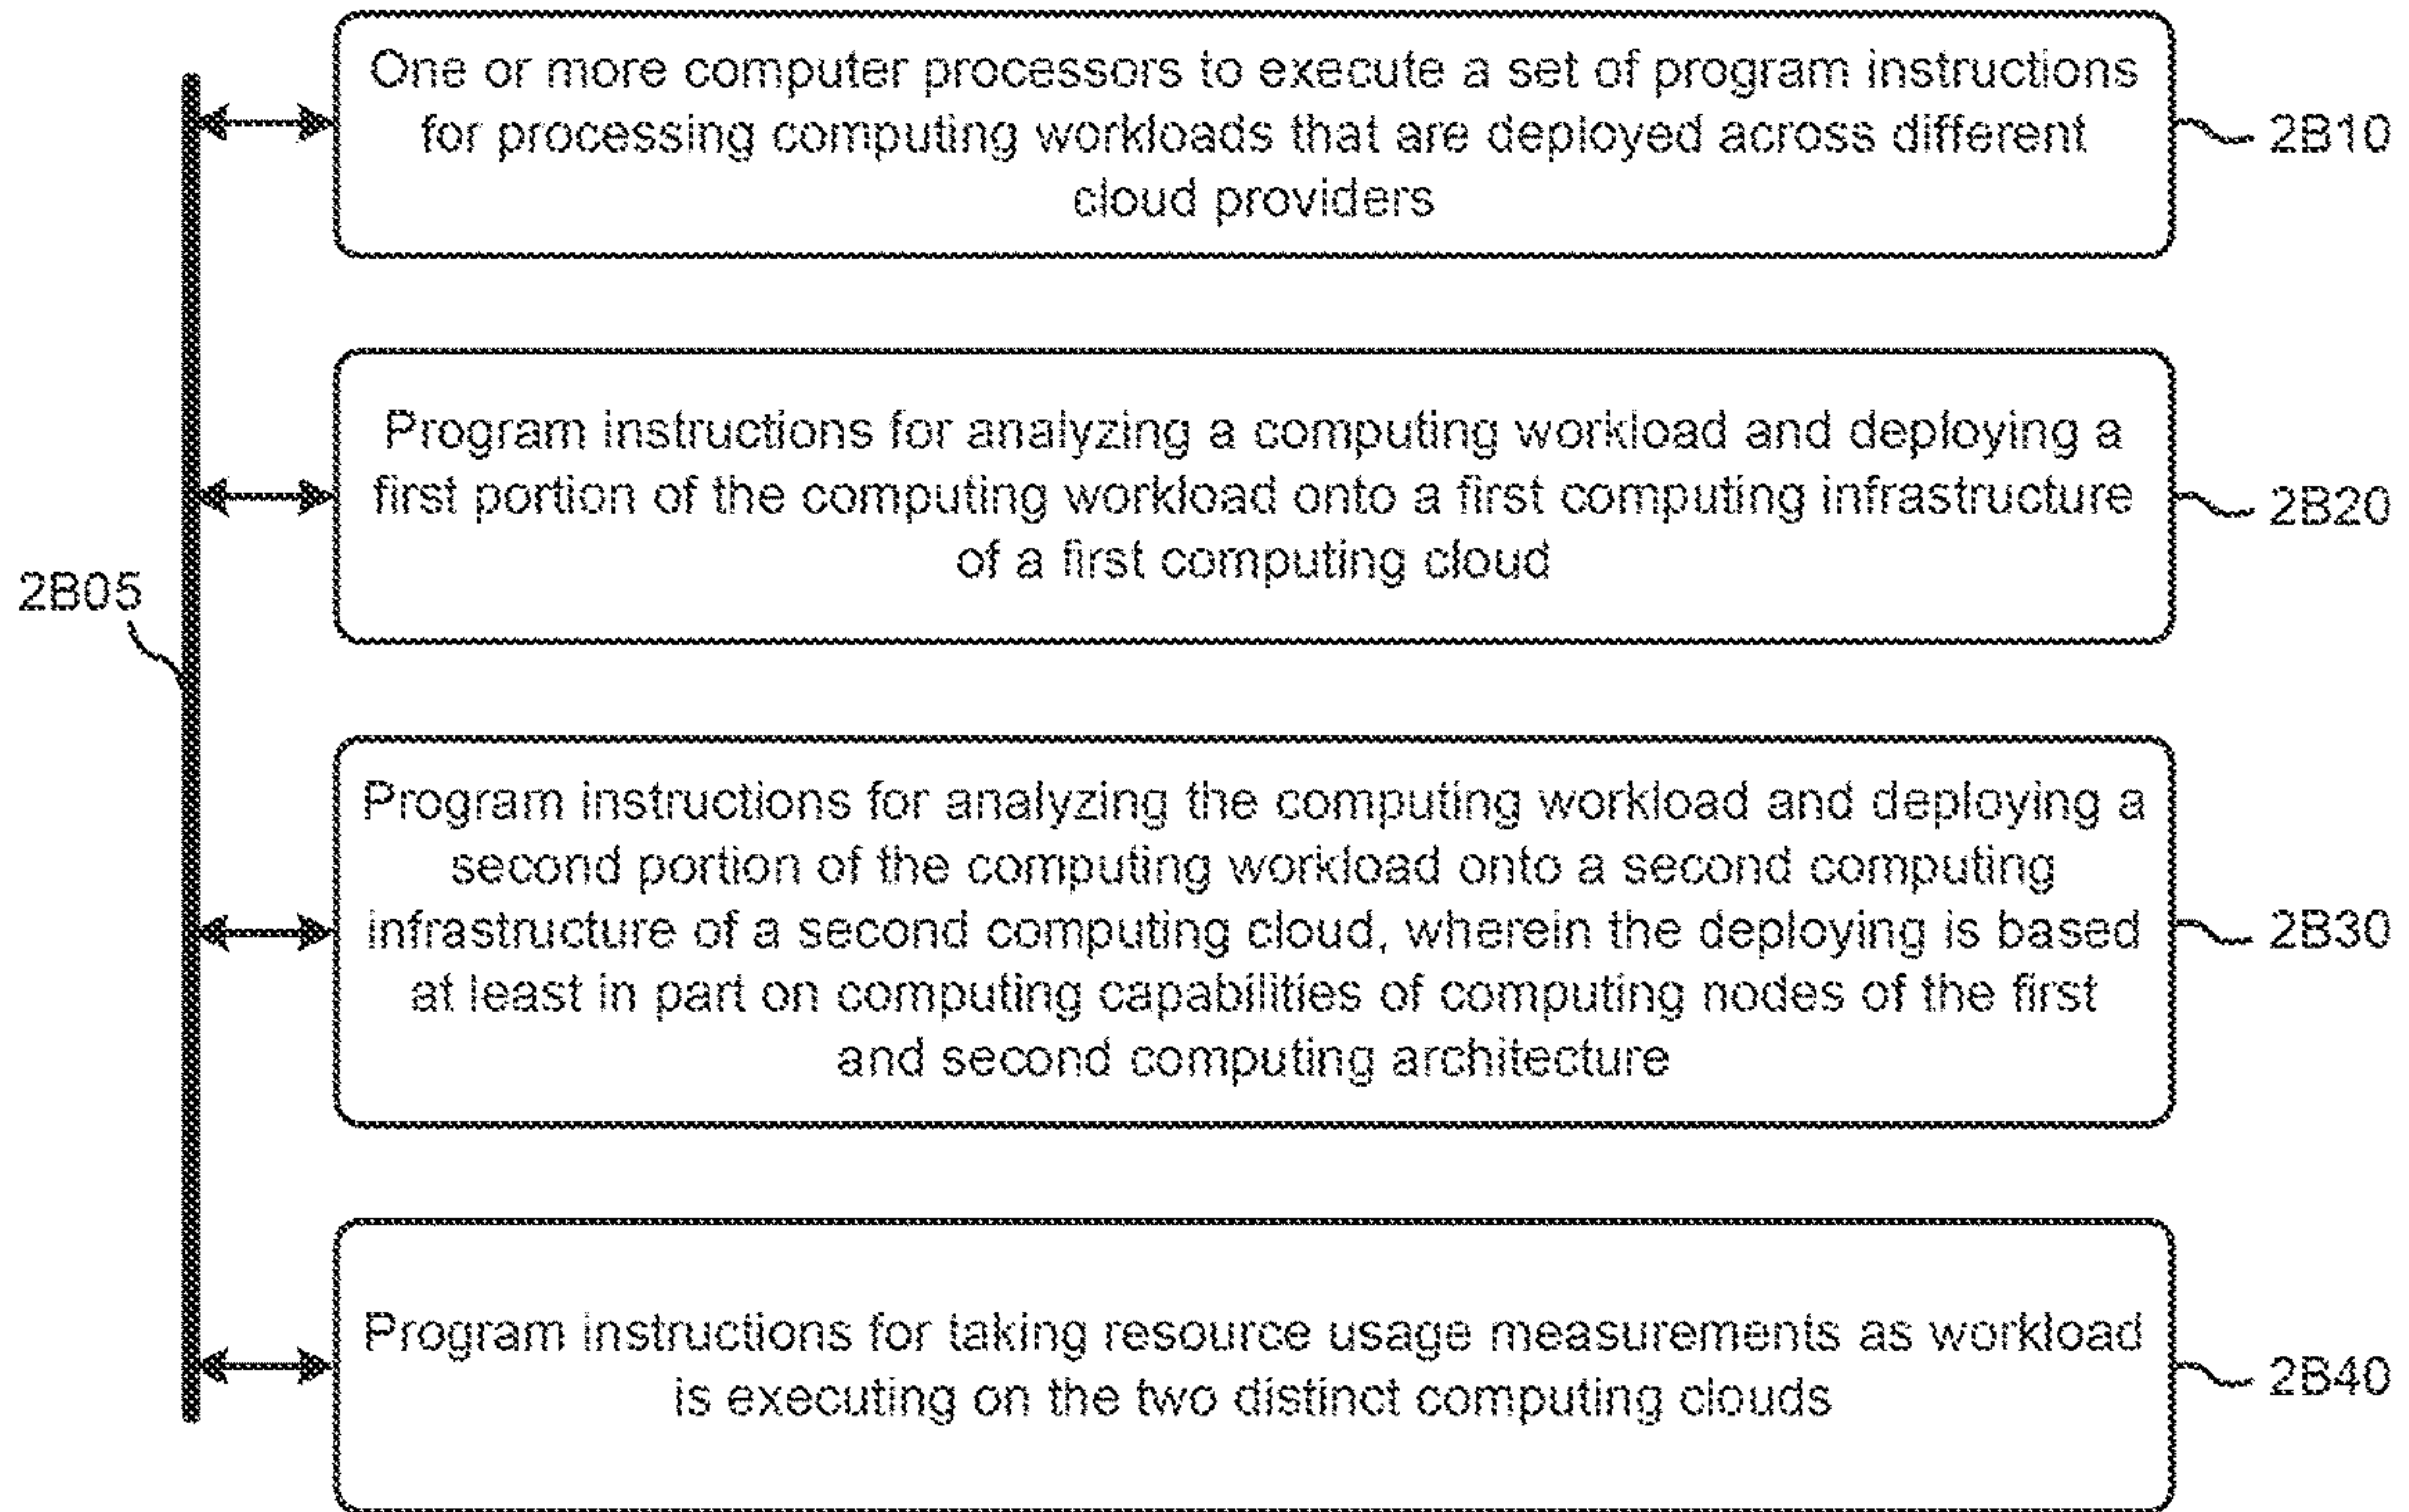 One or more computer processors to execute a set of program instructions
for processing computing workloads that are deployed across different
cloud providers
2B10
Program instructions for analyzing a computing workload and deploying a
first portion of the computing workload onto a first computing infrastructure
of a first computing cloud
2B20
2B05
Program instructions for analyzing the computing workload and deploying a
second portion of the computing workload onto a second computing
infrastructure of a second computing cloud, wherein the deploying is based
at least in part on computing capabilities of computing nodes of the first
and second computing architecture
2B30
Program instructions for taking resource usage measurements as workload
is executing on the two distinct computing clouds
2B40